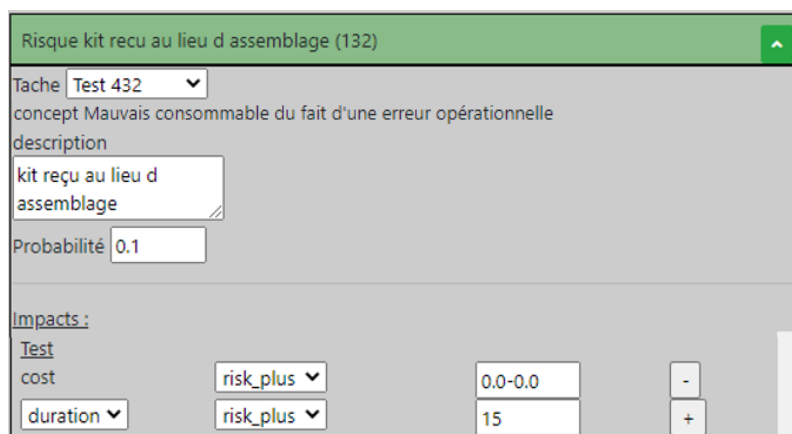 Risque kit recu au lieu d assemblage (132)
Tache Test 432
concept Mauvais consommable du fait d'une erreur opérationnelle
description
kit reçu au lieu d
assemblage
Probabilité 0.1
Impacts :
Test
cost risk_plus 0.0-0.0 -
duration risk_plus 15 +